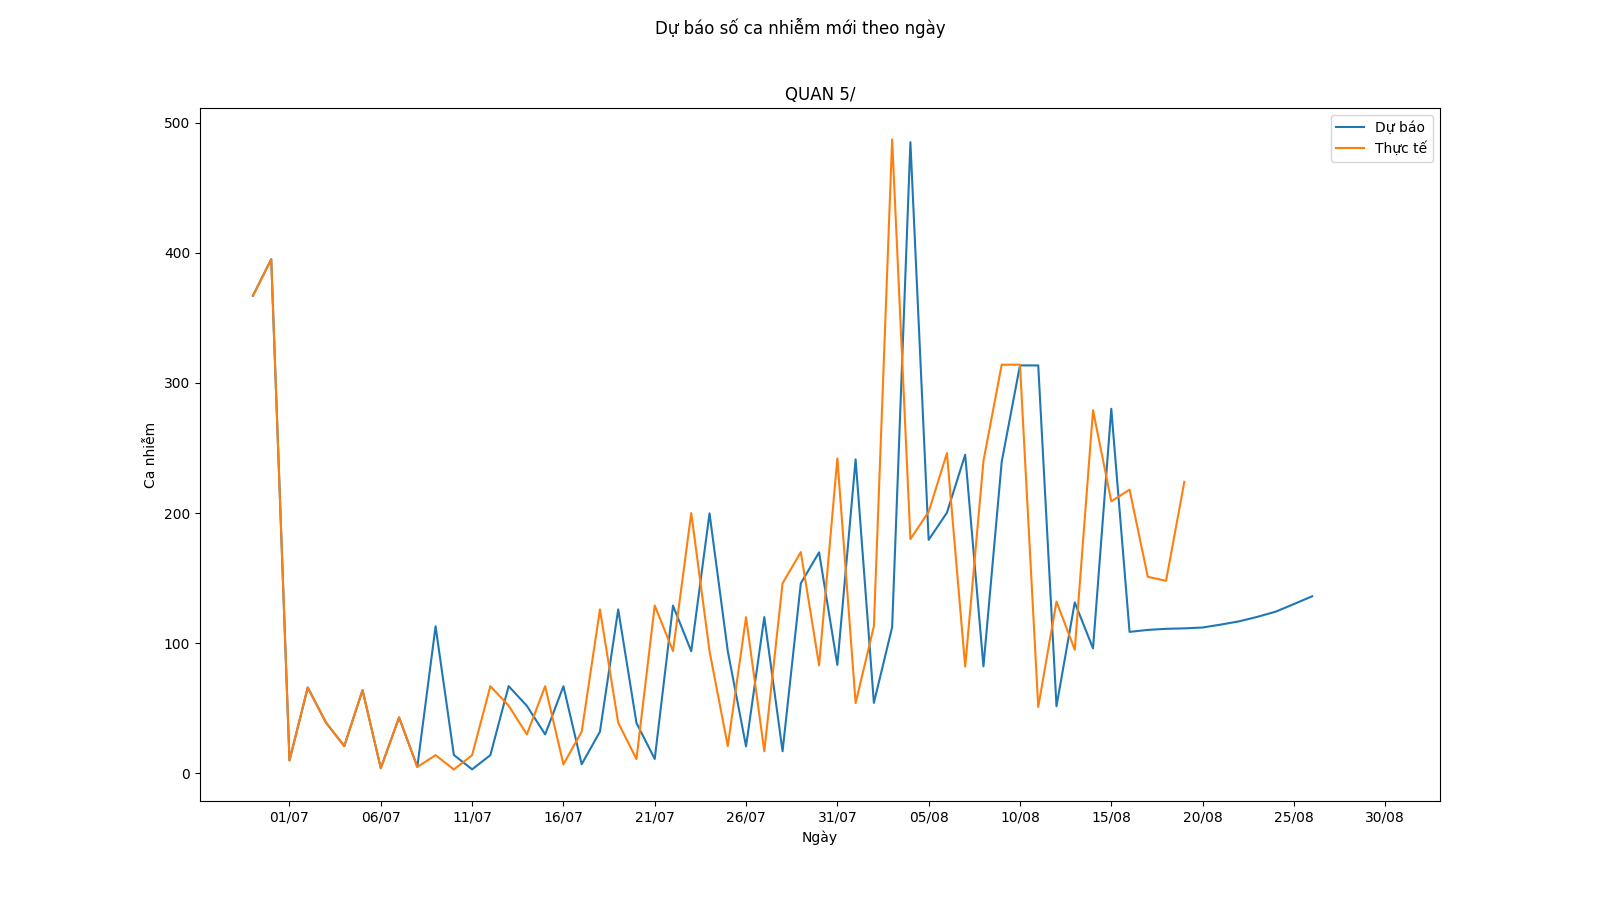 Dự báo số ca nhiễm mới theo ngày
QUAN 5/
Dự báo
Thực tế
500
400
300
200
100
0
Ca nhiễm
01/07 06/07 11/07 16/07 21/07 26/07 31/07 05/08 10/08 15/08 20/08 25/08 30/08
Ngày